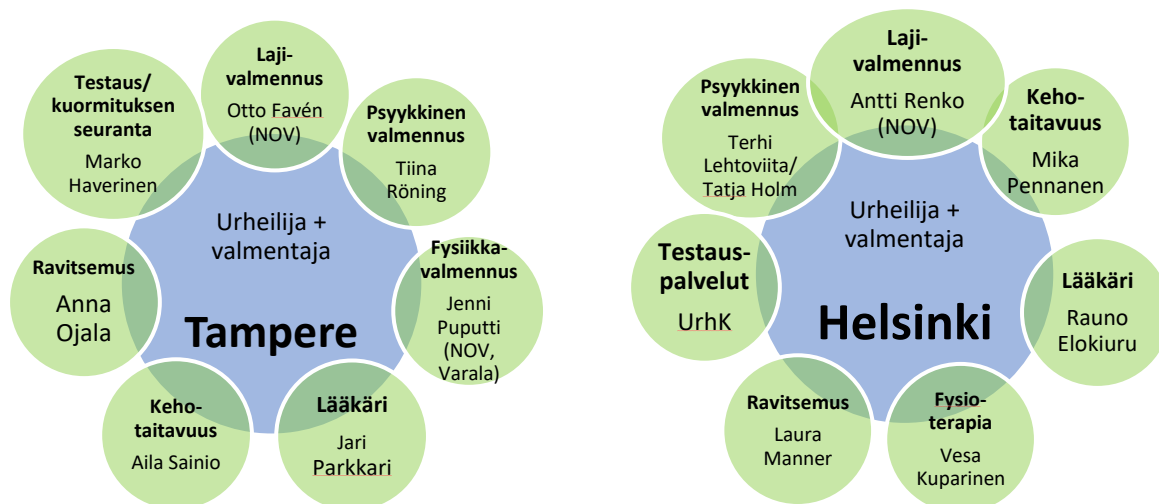 Laji-
valmennus
Otto Favén
(NOV)
Psyykkinen
valmennus
Tiina
Röning
Fysiikka-
valmennus
Jenni
Puputti
(NOV,
Varala)
Lääkäri
Jari
Parkkari
Keho-
taitavuus
Aila Sainio
Ravitsemus
Anna
Ojala
Testaus/
kuormituksen
seuranta
Marko
Haverinen
Urheilija +
valmentaja
Tampere
Laji-
valmennus
Antti Renko
(NOV)
Keho-
taitavuus
Mika
Pennanen
Lääkäri
Rauno
Elokiuru
Fysio-
terapia
Vesa
Kuparinen
Ravitsemus
Laura
Manner
Testaus-
palvelut
UrhK
Psyykkinen
valmennus
Terhi
Lehtoviita/
Tatja Holm
Urheilija +
valmentaja
Helsinki